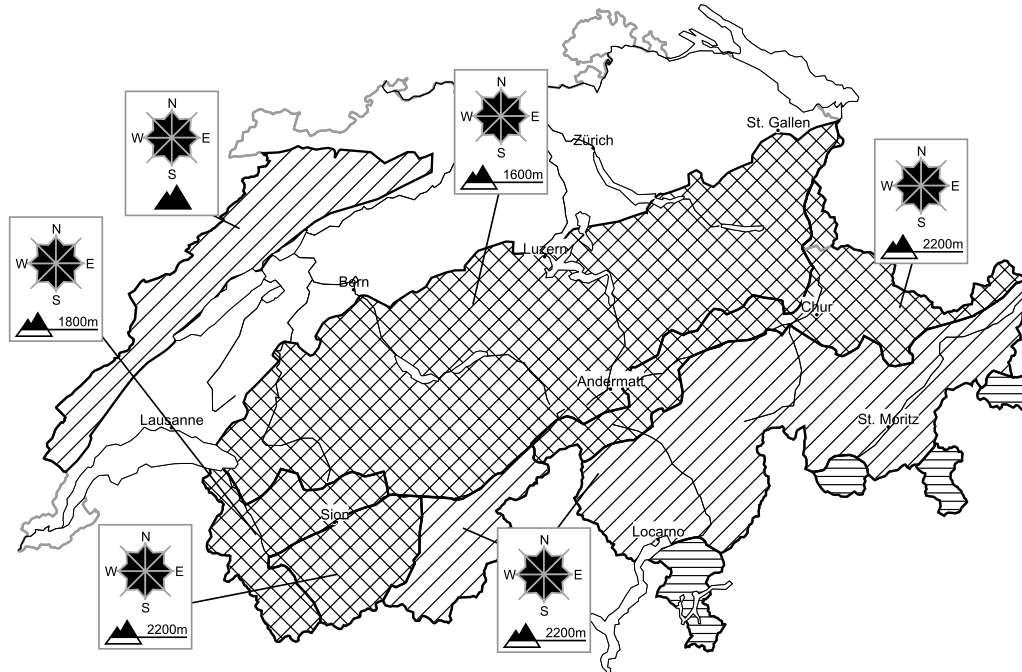 St. Gallen
N
W E
S
N
W E
S
1600m
Zürich
N
W E
S
2200m
N
W E
S
1800m
Luzern
Bern
Chur
Andermatt
St. Moritz
Lausanne
Sion
Locarno
N
W E
S
2200m
N
W E
S
2200m